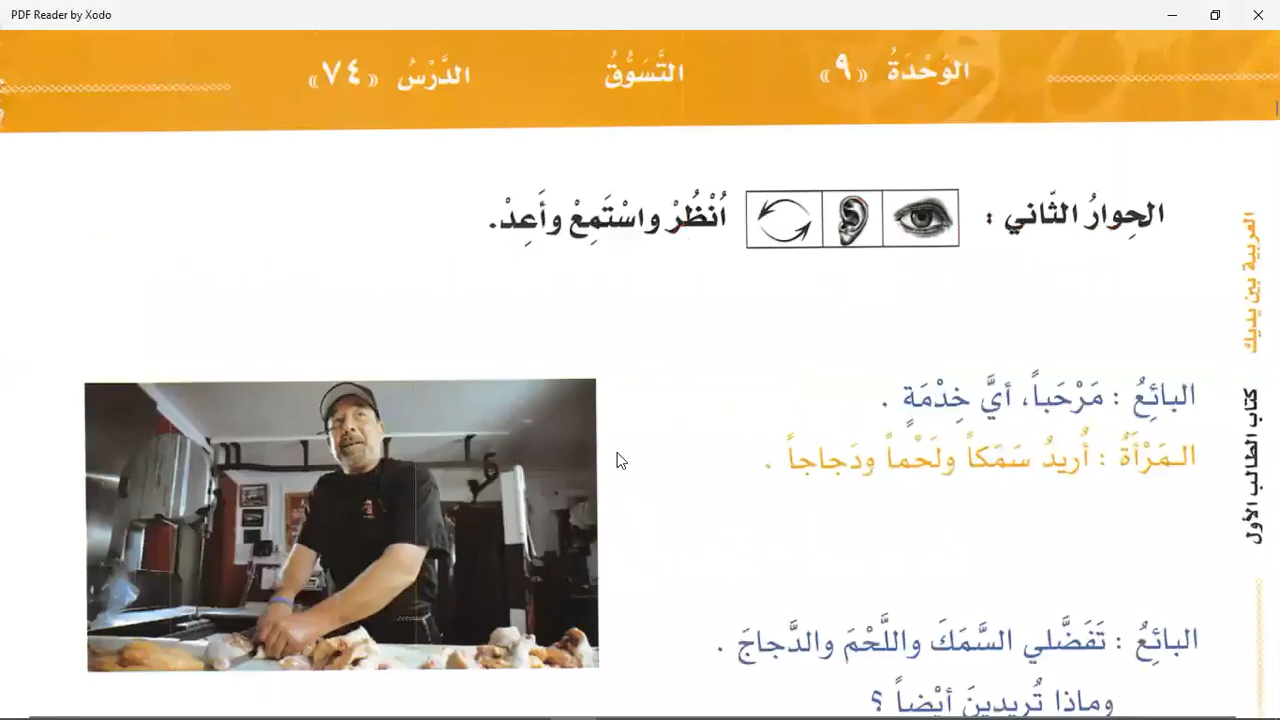 PDF Reader by Xodo
الوَحْدَةُ «٩»
التَّسَوُّقُ
الدَّرْسُ «٧٤»
الحِوارُ الثّاني :
اُنْظُرْ واسْتَمِعْ وأَعِدْ.
البائِعُ : مَرْحَباً، أيَّ خِدْمَةٍ .
الـمَرْأَةُ : أُريدُ سَمَكاً ولَحْماً ودَجاجاً .
البائِعُ : تَفَضَّلي السَّمَكَ واللَّحْمَ والدَّجاجَ .
وماذا تُريدينَ أيْضاً ؟
العربية بين يديك
كتاب الطالب الأول